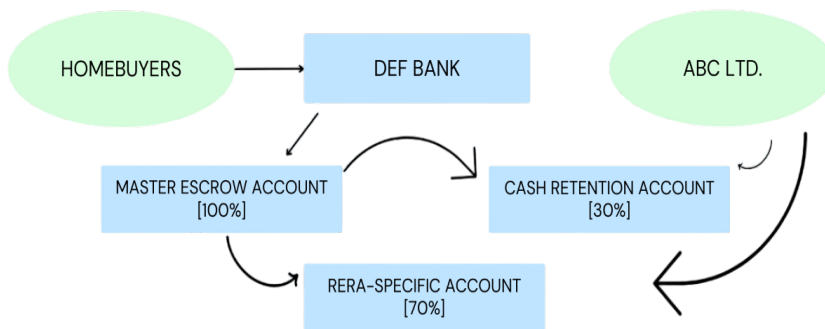 HOMEBUYERS
DEF BANK
ABC LTD.
MASTER ESCROW ACCOUNT
[100%]
CASH RETENTION ACCOUNT
[30%]
RERA-SPECIFIC ACCOUNT
[70%]